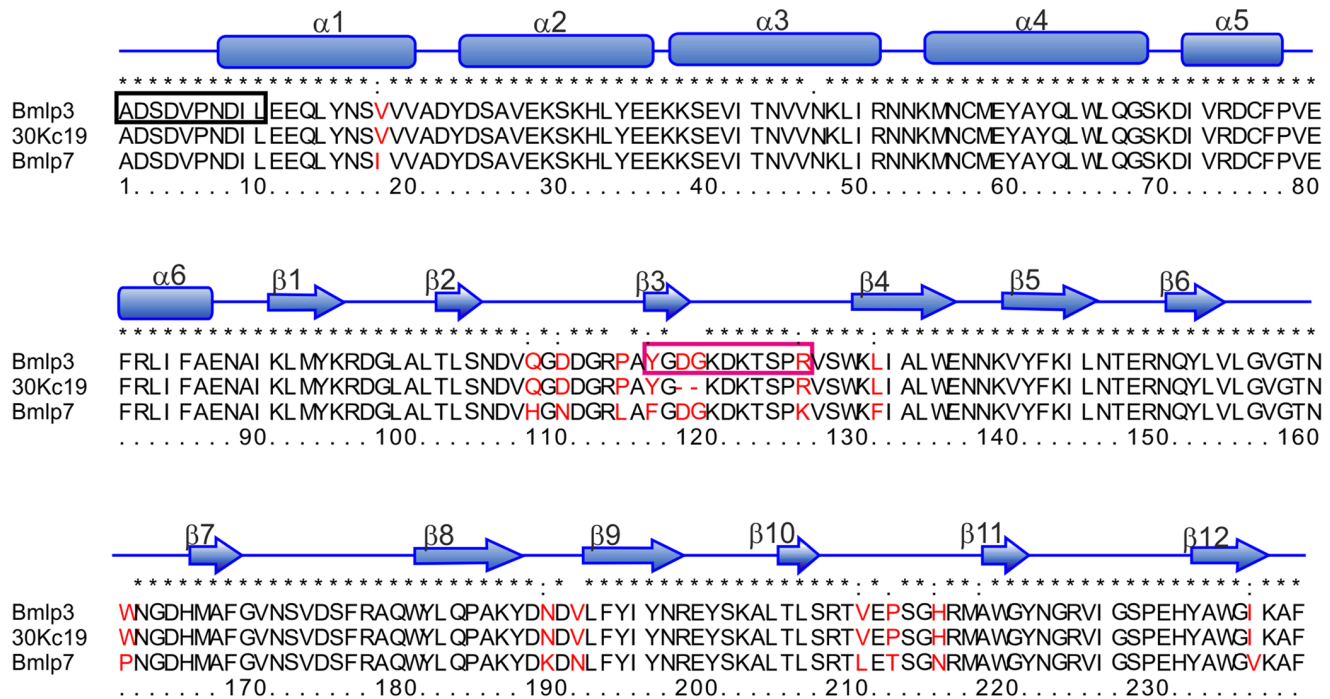 α1 α2 α3 α4 α5
*****************:****************************.*********************************
Bmlp3 ADSDVPNDILEEQLYNSVVVADYDSAVEKSKHLYEEKKSEVITNVVNKLIRNNKMNCMEYAYQLWLQGSKDIVRDCFPVE
30Kc19 ADSDVPNDILEEQLYNSVVVADYDSAVEKSKHLYEEKKSEVITNVVNKLIRNNKMNCMEYAYQLWLQGSKDIVRDCFPVE
Bmlp7 ADSDVPNDILEEQLYNSIVVADYDSAVEKSKHLYEEKKSEVITNVVNKLIRNNKMNCMEYAYQLWLQGSKDIVRDCFPVE
1.......10........20........30........40........50........60........70........80
α6 β1 β2 β3 β4 β5 β6
***************************:*:*** *:*  ******:****:*****************************
Bmlp3 FRLIFAENAIKLMYKRDGLALTLSNDVQGDDGRPAYGDGKDKTSPRVSWKLIALWENNKVYFKILNTERNQYLVLGVGTN
30Kc19 FRLIFAENAIKLMYKRDGLALTLSNDVQGDDGRPAYG--KDKTSPRVSWKLIALWENNKVYFKILNTERNQYLVLGVGTN
Bmlp7 FRLIFAENAIKLMYKRDGLALTLSNDVHGNDGRLAFGDGKDKTSPKVSWKFIALWENNKVYFKILNTERNQYLVLGVGTN
........90........100.......110.......120.......130.......140.......150.......160
β7 β8 β9 β10 β11 β12
 ***************************:* ******************:* **:**:*****************:***
Bmlp3 WNGDHMAFGVNSVDSFRAQWYLQPAKYDNDVLFYIYNREYSKALTLSRTVEPSGHRMAWGYNGRVIGSPEHYAWGIKAF
30Kc19 WNGDHMAFGVNSVDSFRAQWYLQPAKYDNDVLFYIYNREYSKALTLSRTVEPSGHRMAWGYNGRVIGSPEHYAWGIKAF
Bmlp7 PNGDHMAFGVNSVDSFRAQWYLQPAKYDKDNLFYIYNREYSKALTLSRTLETSGNRMAWGYNGRVIGSPEHYAWGVKAF
.......170.......180.......190.......200.......210.......220.......230.........